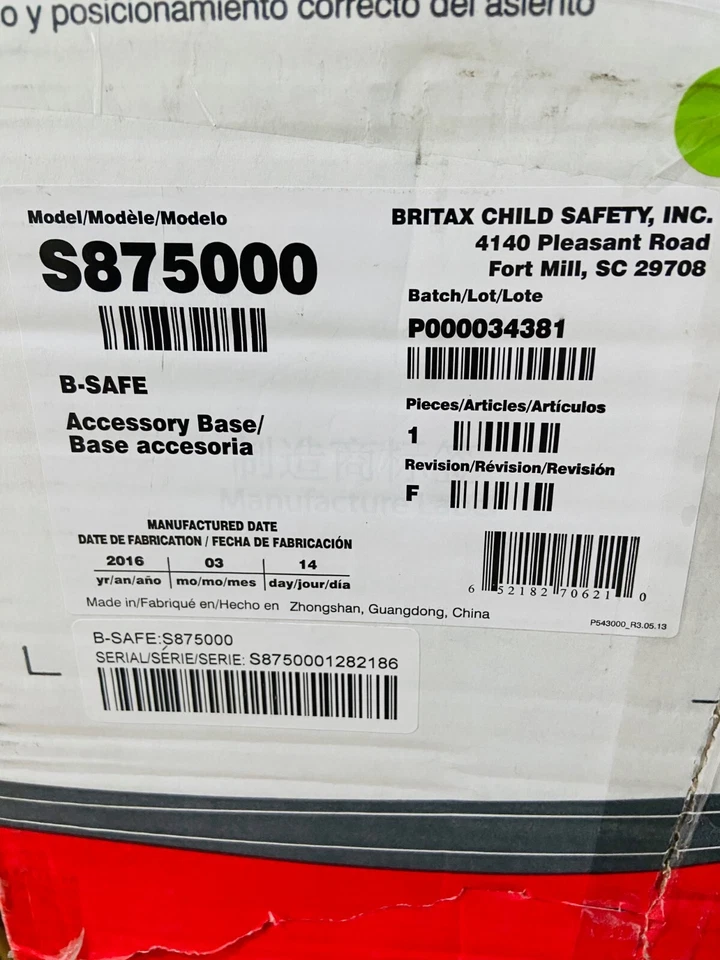 o y posicionamiento correcto del asiento
Model/Modèle/Modelo
S875000
B-SAFE
Accessory Base/
Base accesoria
BRITAX CHILD SAFETY, INC.
4140 Pleasant Road
Fort Mill, SC 29708
Batch/Lot/Lote
P000034381
Pieces/Articles/Artículos
1
Revision/Révision/Revisión
F
制造商
Manufacture
MANUFACTURED DATE
DATE DE FABRICATION / FECHA DE FABRICACIÓN
2016 03 14
yr/an/año mo/mo/mes day/jour/día
Made in/Fabriqué en/Hecho en Zhongshan, Guangdong, China
6 52182 70621 0
P543000_R3.05.13
B-SAFE:S875000
SERIAL/SÉRIE/SERIE: S8750001282186